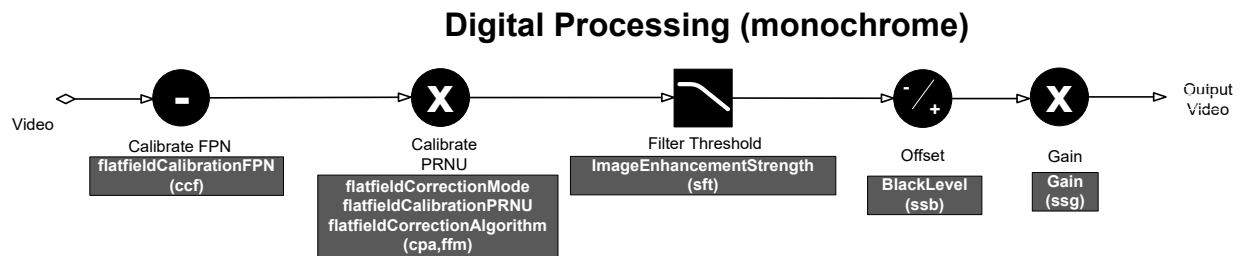 Digital Processing (monochrome)
Video
-
Calibrate FPN
flatfieldCalibrationFPN
(ccf)
X
Calibrate
PRNU
flatfieldCorrectionMode
flatfieldCalibrationPRNU
flatfieldCorrectionAlgorithm
(cpa,ffm)
Filter Threshold
ImageEnhancementStrength
(sft)
- / +
Offset
BlackLevel
(ssb)
X
Gain
Gain
(ssg)
Output
Video